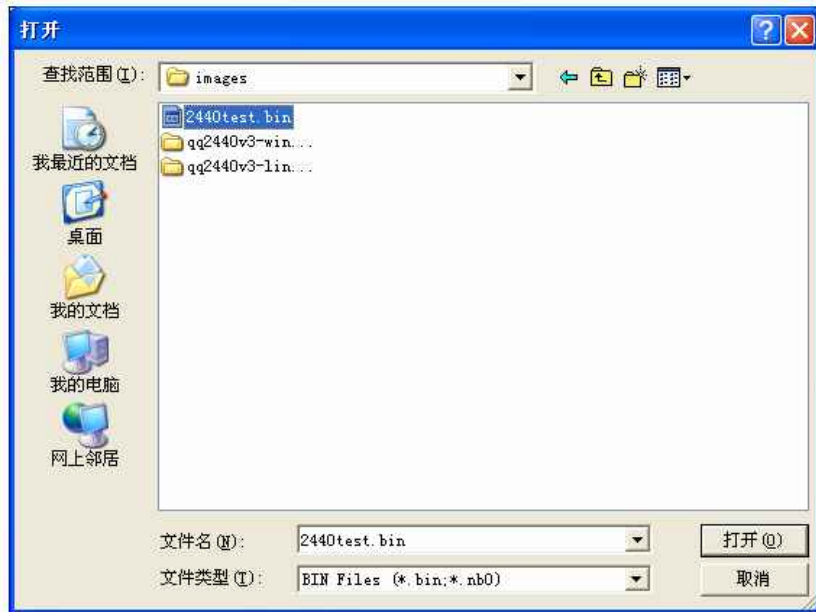 打开
查找范围(I):
images
2440test.bin
qq2440v3-win...
qq2440v3-lin...
我最近的文档
桌面
我的文档
我的电脑
网上邻居
文件名(N):
2440test.bin
打开(O)
文件类型(T):
BIN Files (*.bin;*.nb0)
取消